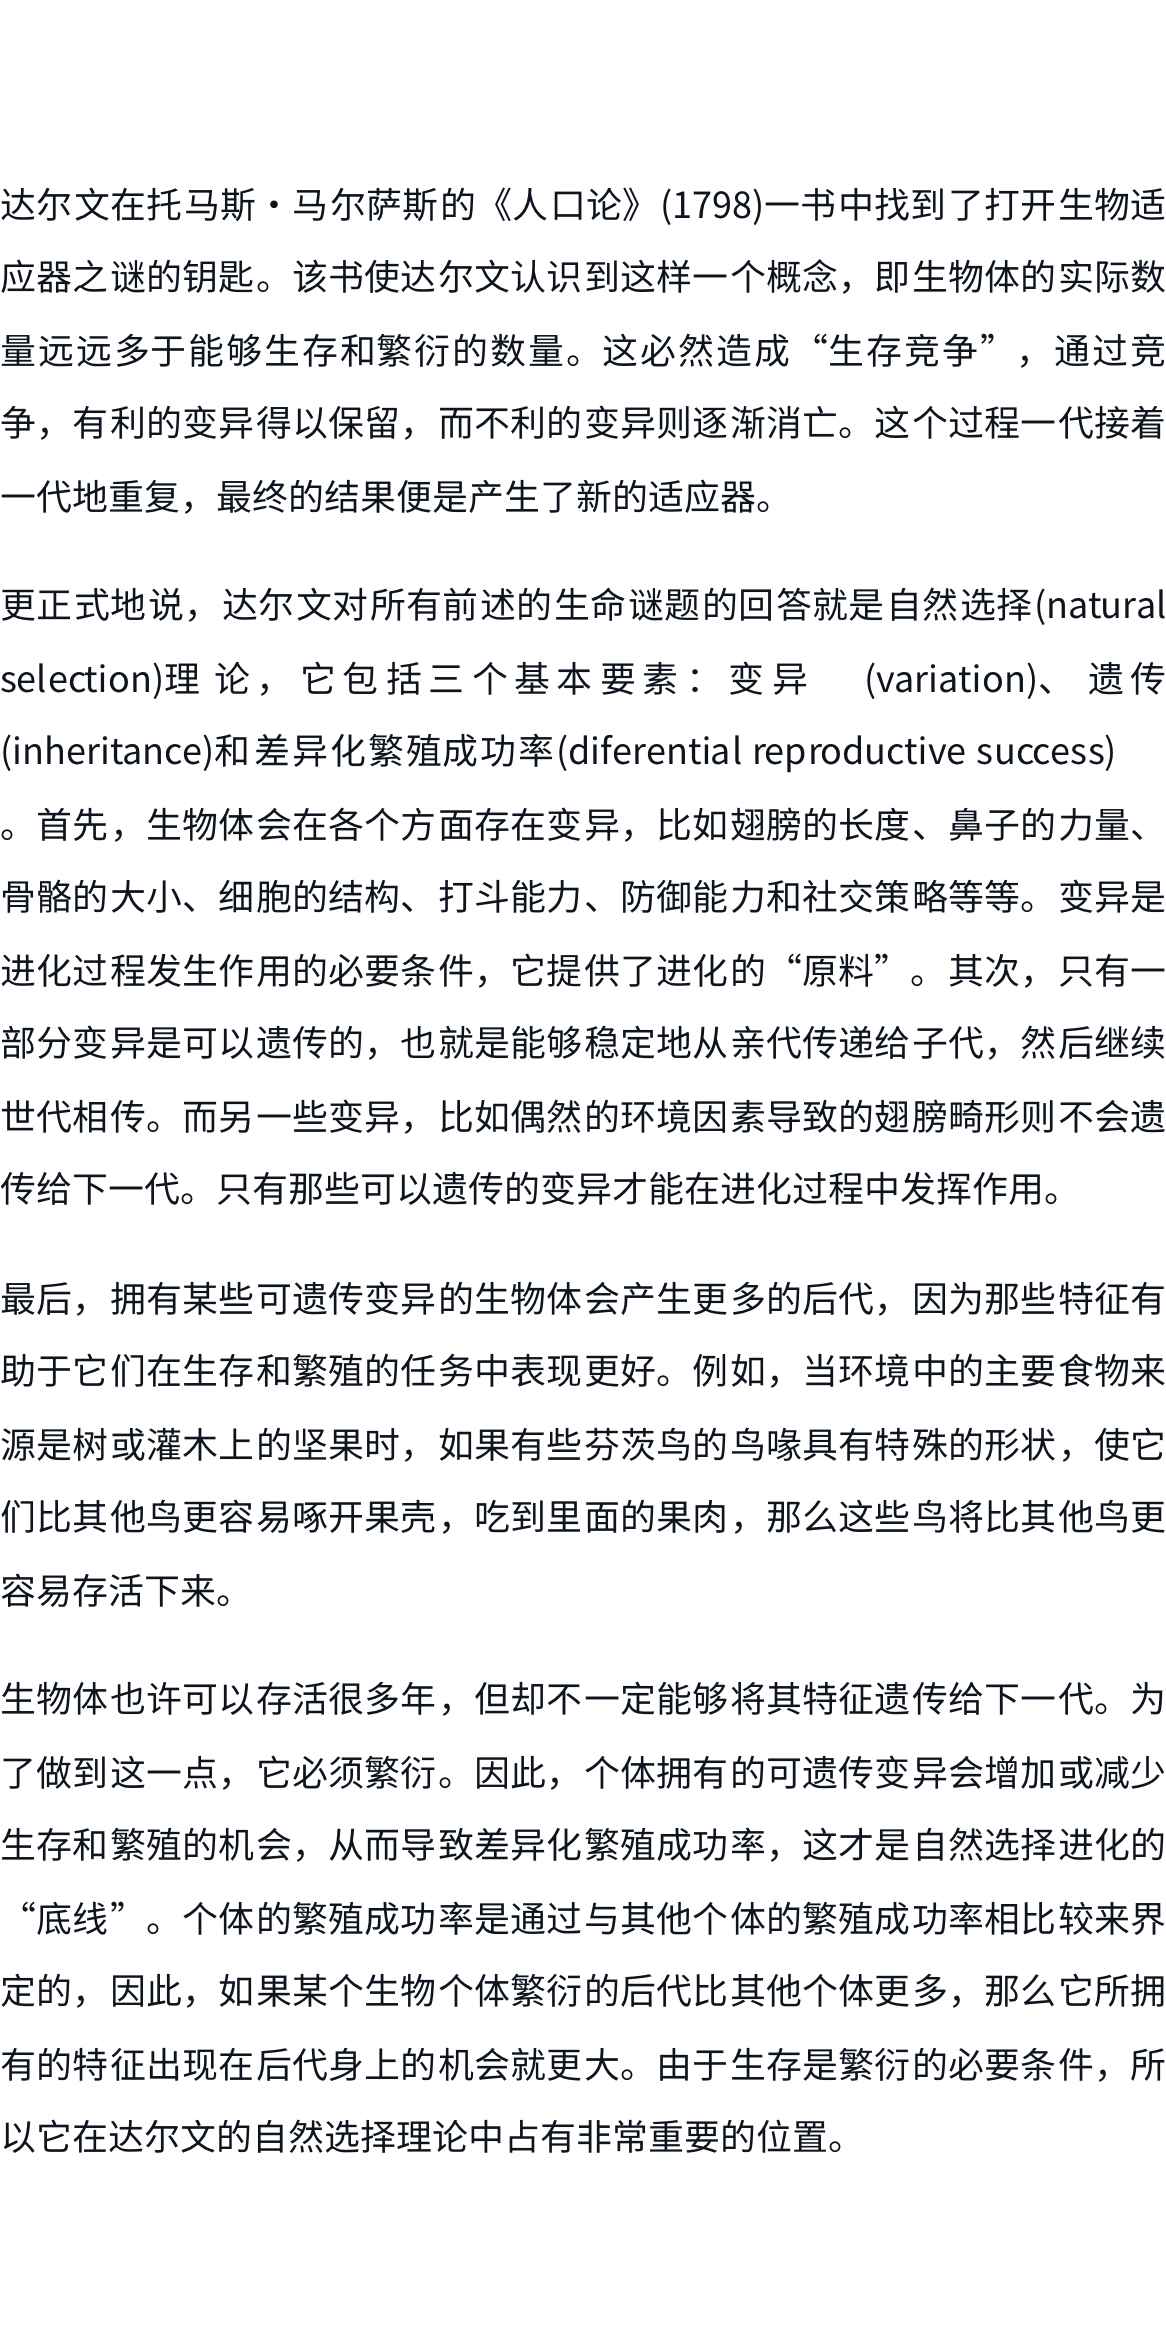 达尔文在托马斯·马尔萨斯的《人口论》(1798)一书中找到了打开生物适
应器之谜的钥匙。该书使达尔文认识到这样一个概念，即生物体的实际数
量远远多于能够生存和繁衍的数量。这必然造成“生存竞争”，通过竞
争，有利的变异得以保留，而不利的变异则逐渐消亡。这个过程一代接着
一代地重复，最终的结果便是产生了新的适应器。
更正式地说，达尔文对所有前述的生命谜题的回答就是自然选择(natural
selection)理论，它包括三个基本要素：变异 (variation)、遗传
(inheritance)和差异化繁殖成功率(diferential reproductive success)
。首先，生物体会在各个方面存在变异，比如翅膀的长度、鼻子的力量、
骨骼的大小、细胞的结构、打斗能力、防御能力和社交策略等等。变异是
进化过程发生作用的必要条件，它提供了进化的“原料”。其次，只有一
部分变异是可以遗传的，也就是能够稳定地从亲代传递给子代，然后继续
世代相传。而另一些变异，比如偶然的环境因素导致的翅膀畸形则不会遗
传给下一代。只有那些可以遗传的变异才能在进化过程中发挥作用。
最后，拥有某些可遗传变异的生物体会产生更多的后代，因为那些特征有
助于它们在生存和繁殖的任务中表现更好。例如，当环境中的主要食物来
源是树或灌木上的坚果时，如果有些芬茨鸟的鸟喙具有特殊的形状，使它
们比其他鸟更容易啄开果壳，吃到里面的果肉，那么这些鸟将比其他鸟更
容易存活下来。
生物体也许可以存活很多年，但却不一定能够将其特征遗传给下一代。为
了做到这一点，它必须繁衍。因此，个体拥有的可遗传变异会增加或减少
生存和繁殖的机会，从而导致差异化繁殖成功率，这才是自然选择进化的
“底线”。个体的繁殖成功率是通过与其他个体的繁殖成功率相比较来界
定的，因此，如果某个生物个体繁衍的后代比其他个体更多，那么它所拥
有的特征出现在后代身上的机会就更大。由于生存是繁衍的必要条件，所
以它在达尔文的自然选择理论中占有非常重要的位置。